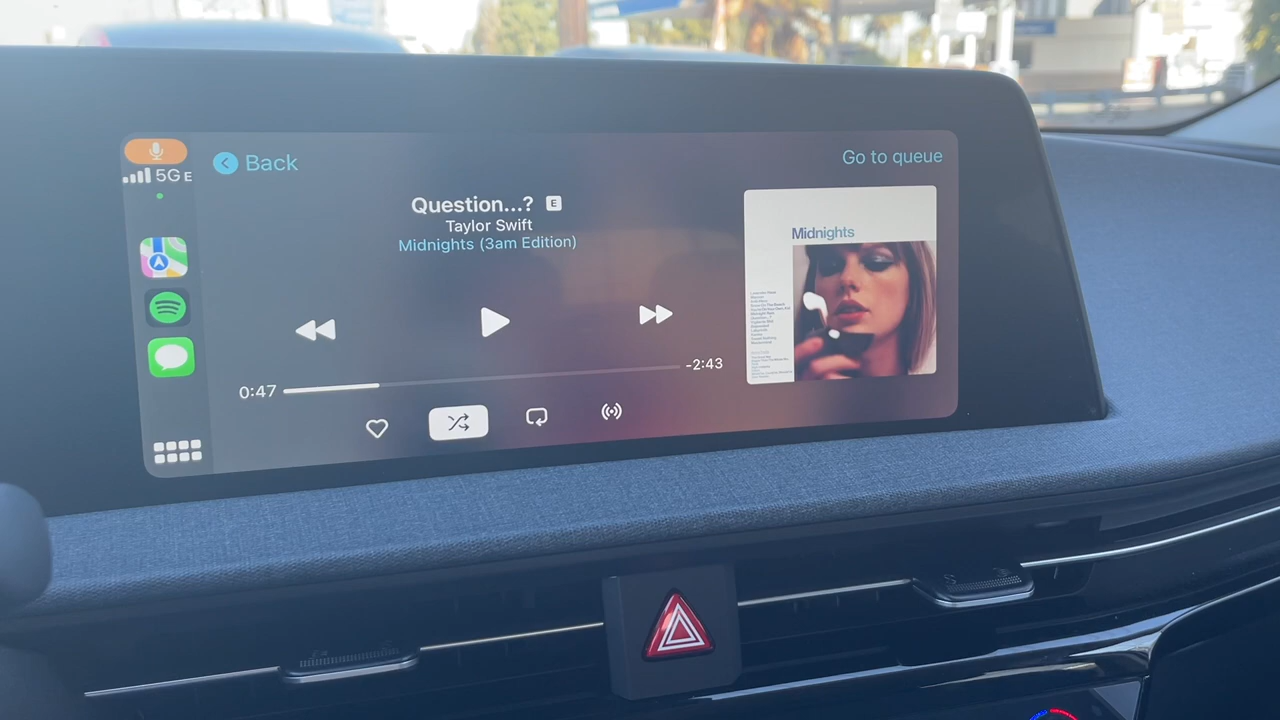 5G E
Back
Go to queue
Question...? E
Taylor Swift
Midnights (3am Edition)
Midnights
0:47
-2:43